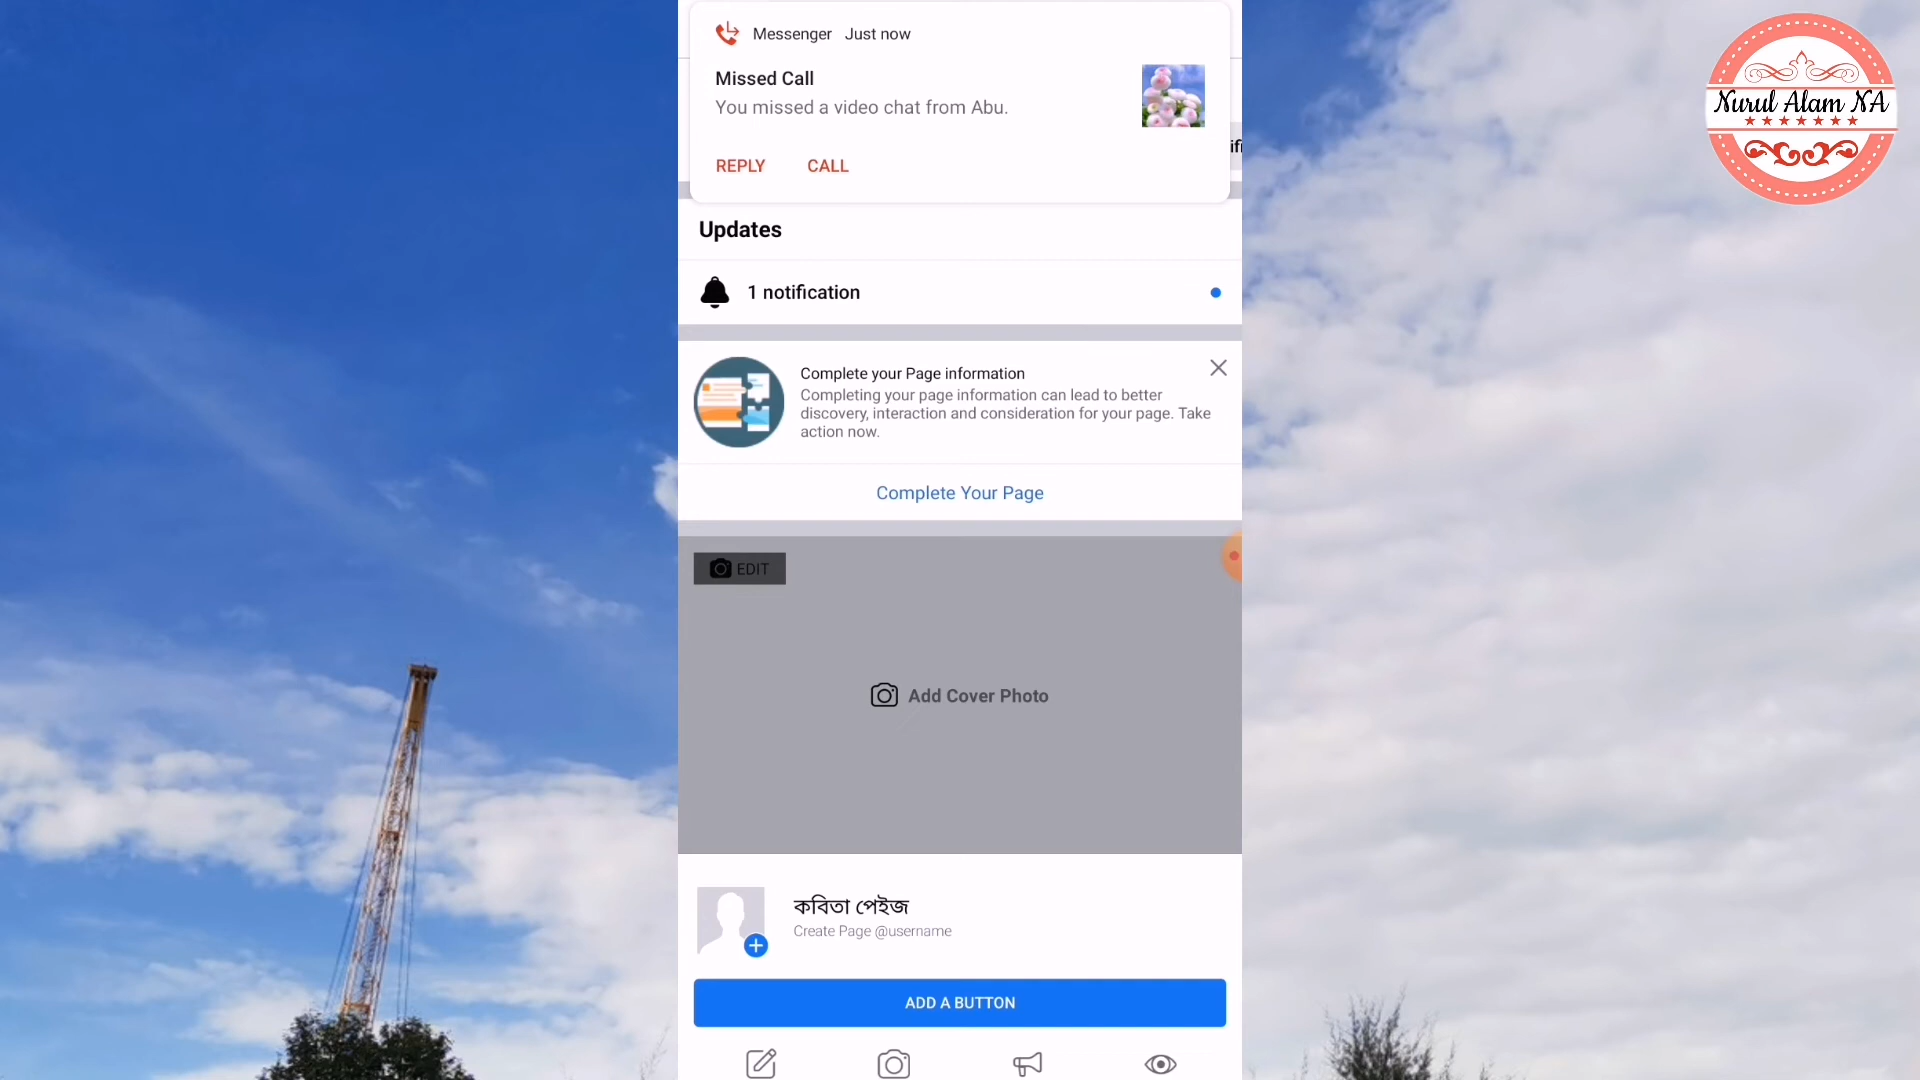 Messenger Just now
Missed Call
You missed a video chat from Abu.
REPLY CALL
Nurul Alam NA
Updates
1 notification
Complete your Page information
Completing your page information can lead to better
discovery, interaction and consideration for your page. Take
action now.
Complete Your Page
EDIT
Add Cover Photo
কবিতা পেইজ
Create Page @username
ADD A BUTTON